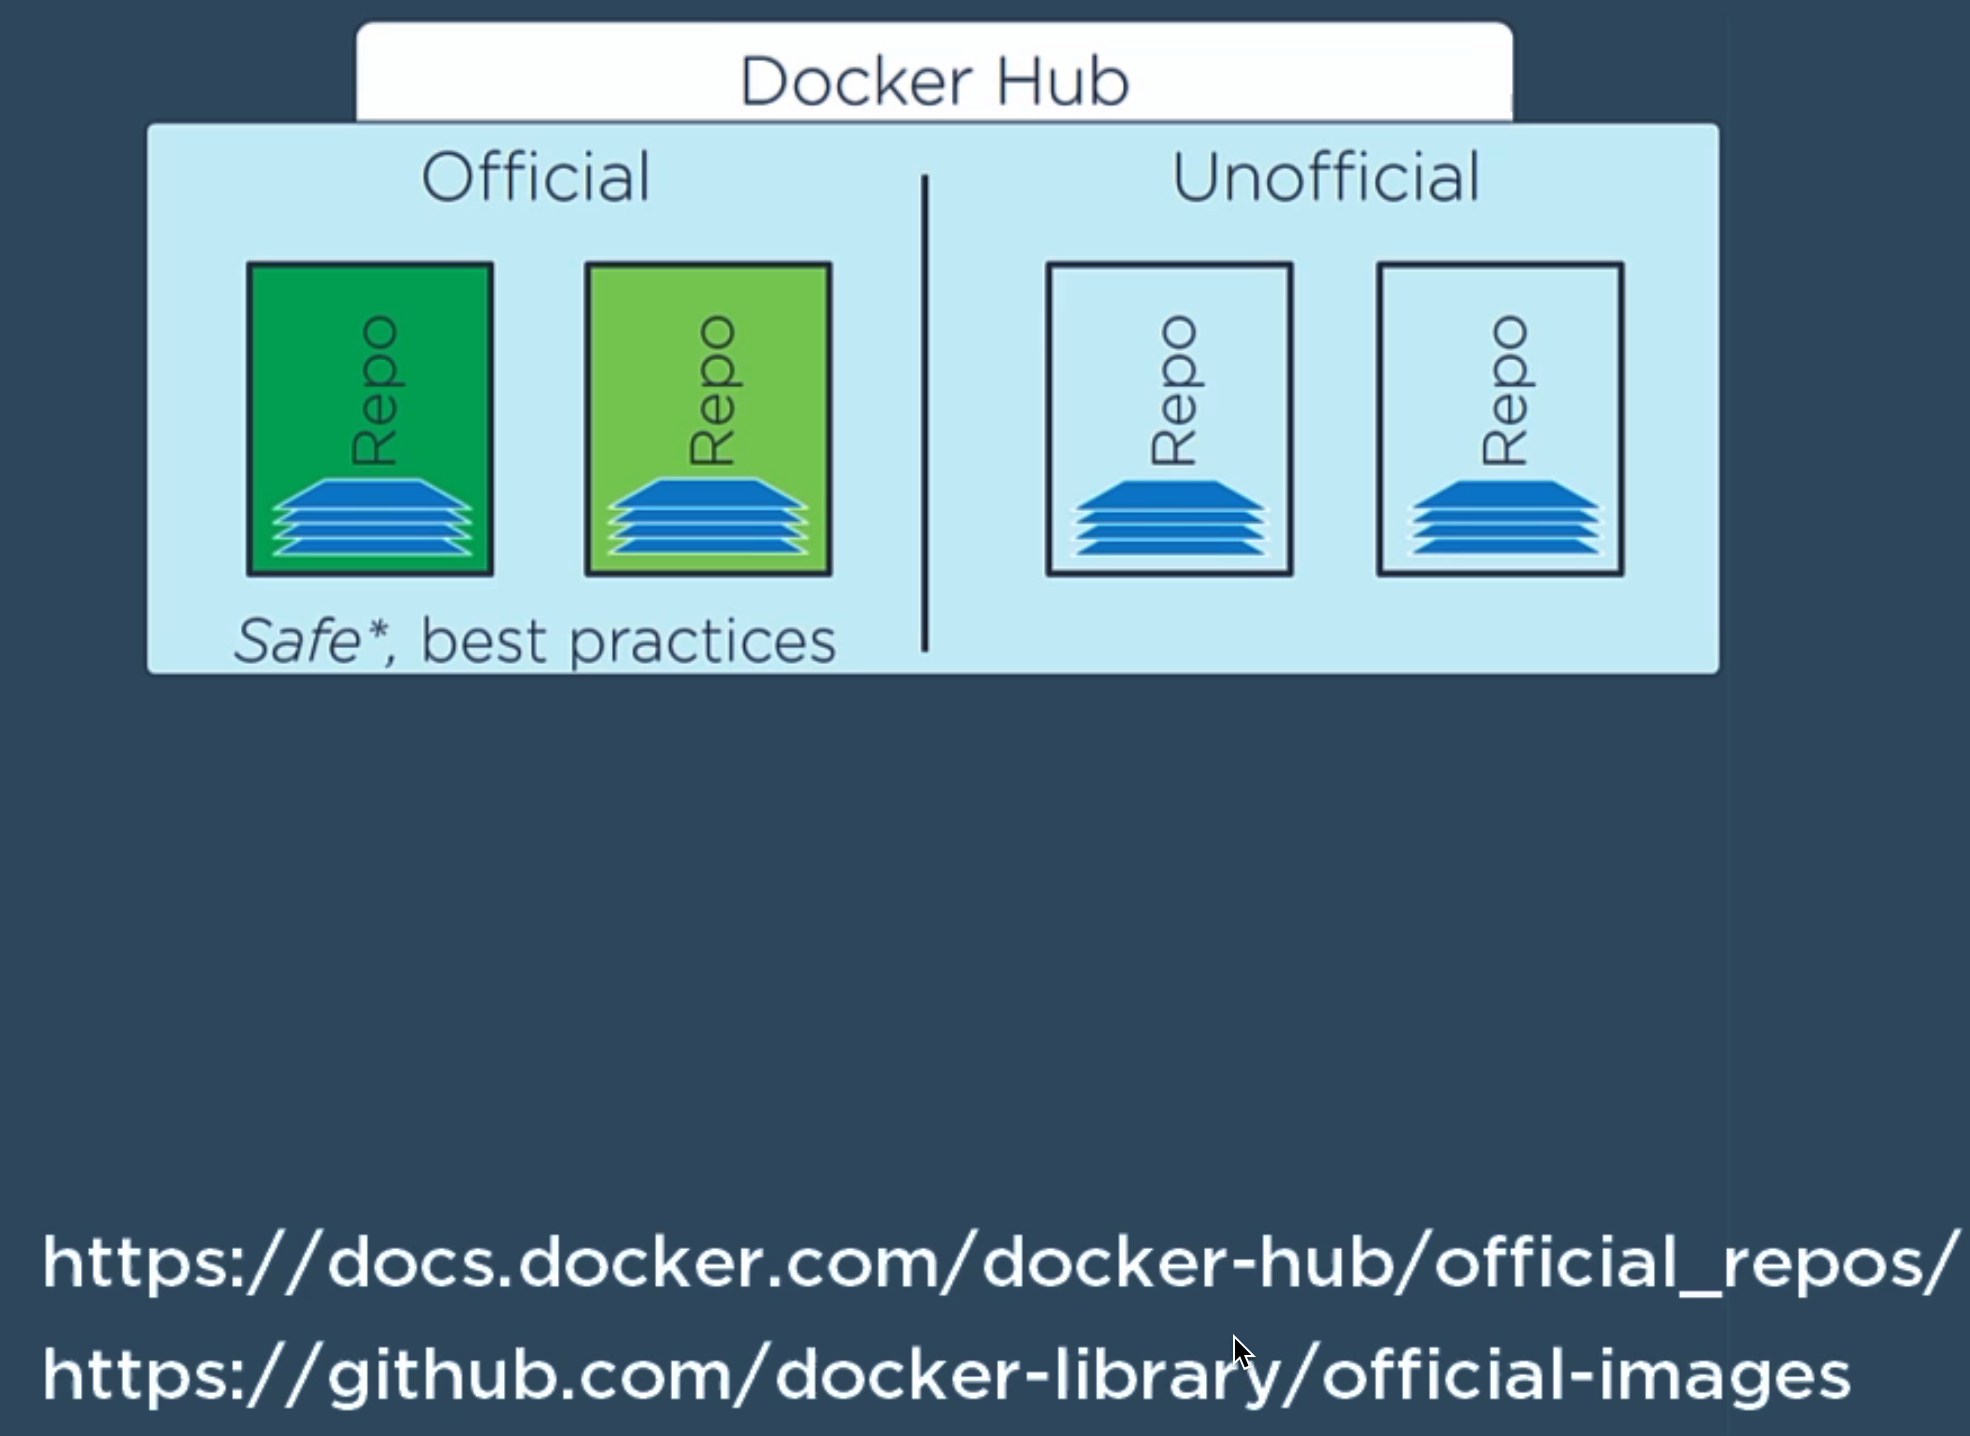 Docker Hub
Official
Unofficial
Repo
Repo
Repo
Repo
Safe*, best practices
https://docs.docker.com/docker-hub/official_repos/
https://github.com/docker-library/official-images